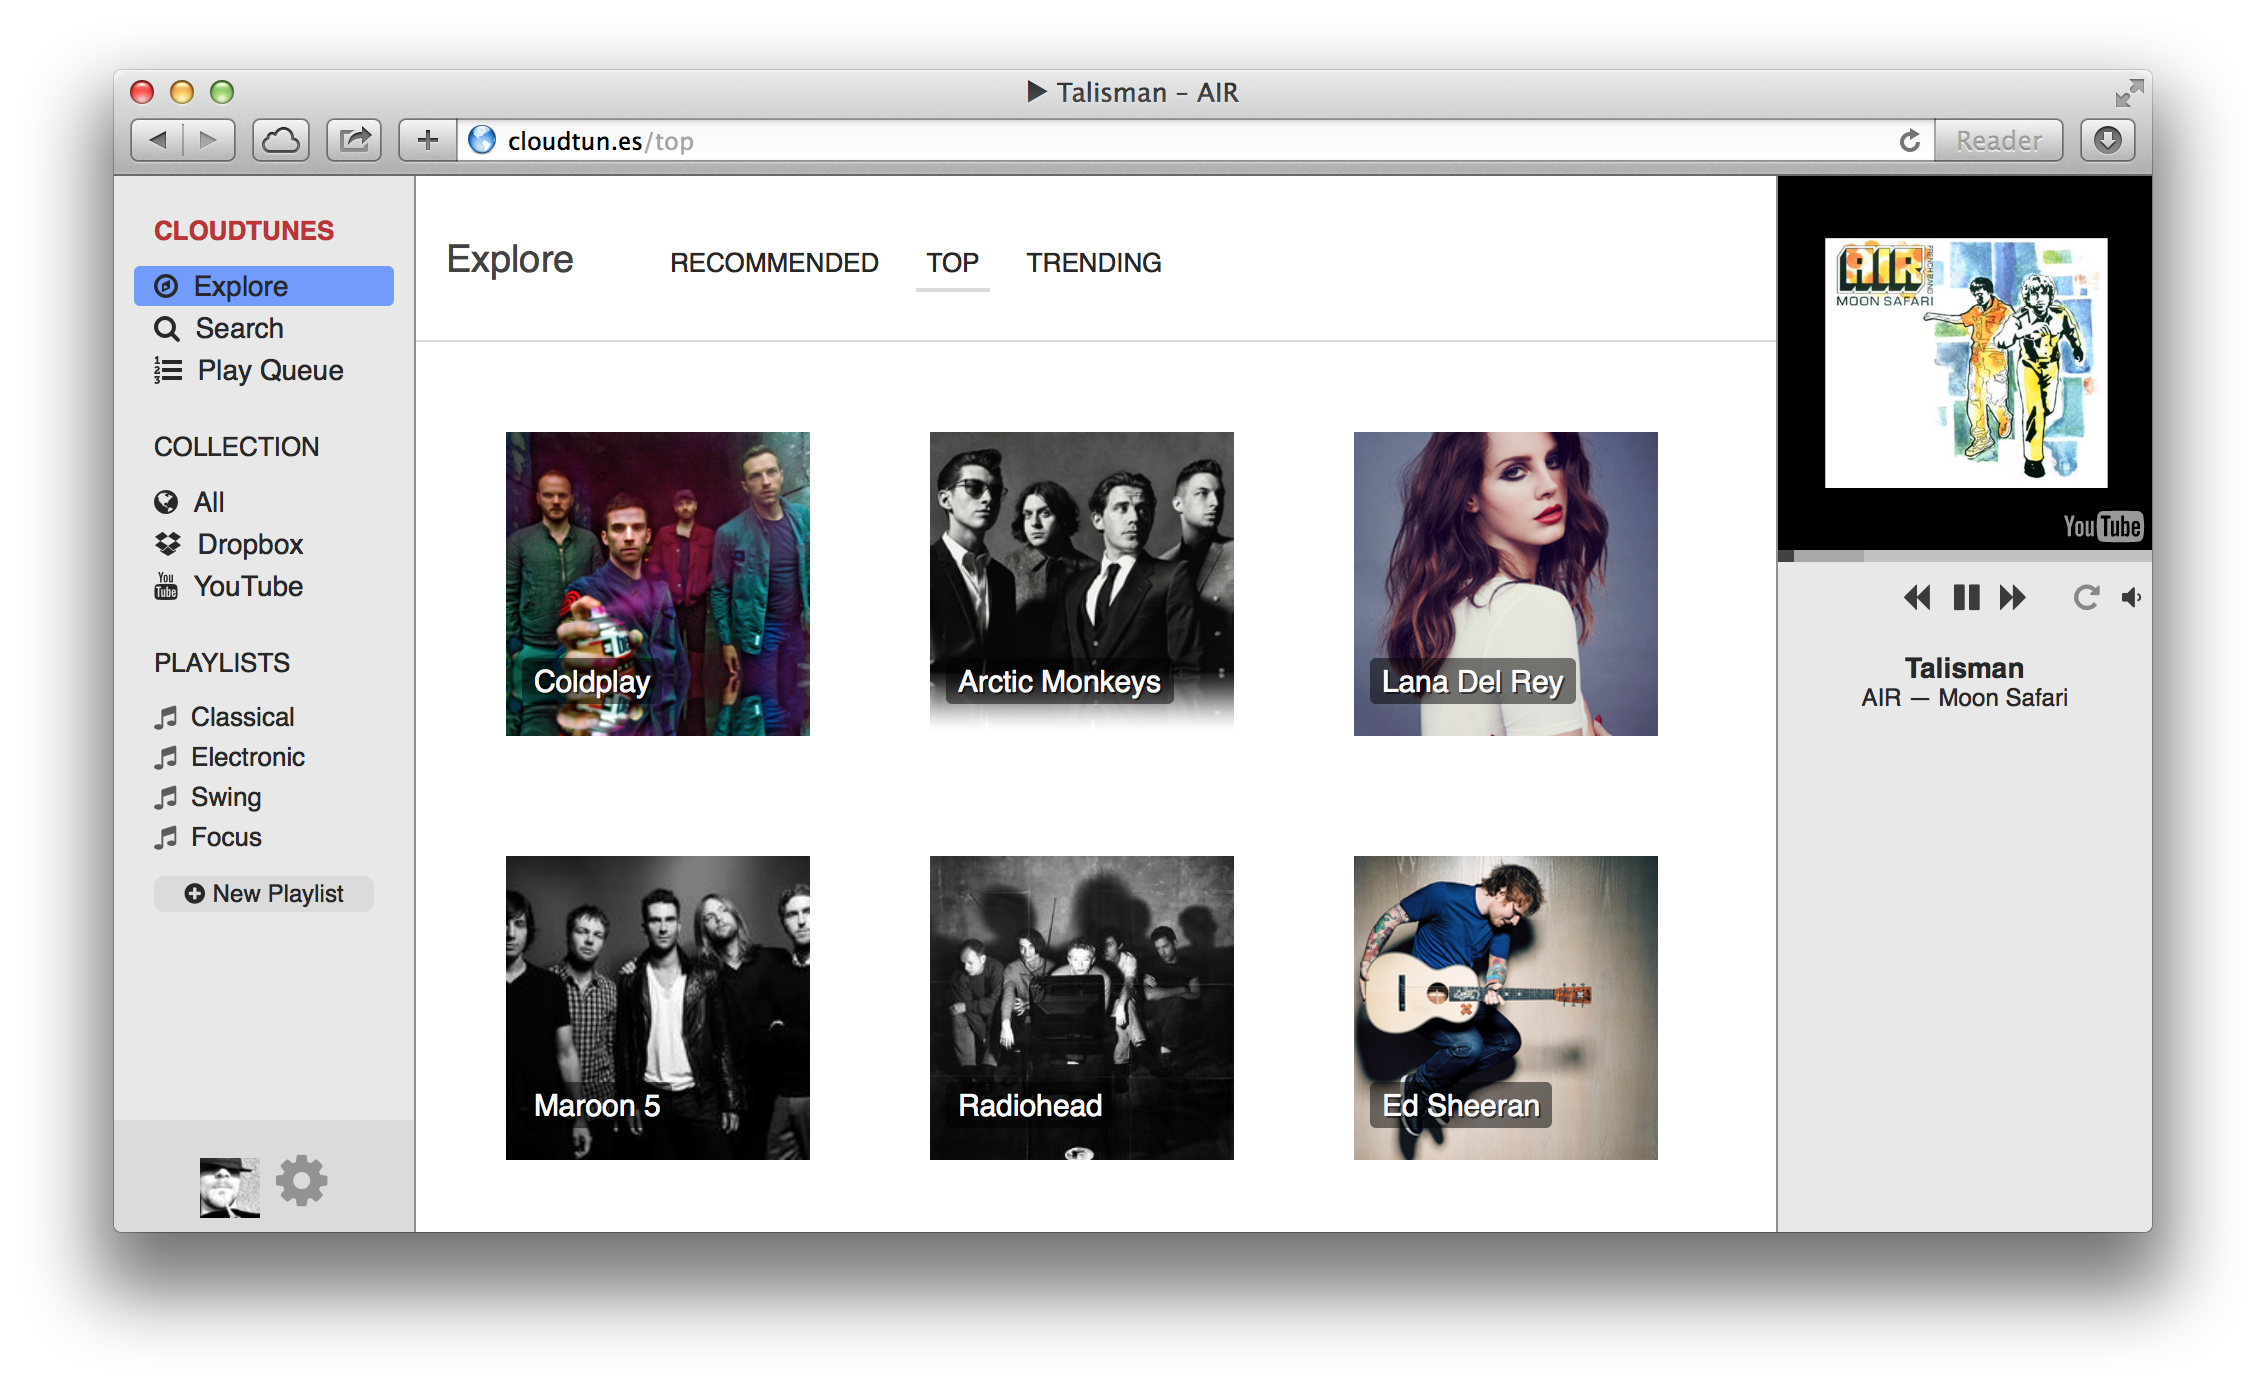 ▶ Talisman – AIR
cloudtun.es/top
Reader
CLOUDTUNES
Explore
Search
Play Queue
COLLECTION
All
Dropbox
YouTube
PLAYLISTS
Classical
Electronic
Swing
Focus
New Playlist
Explore
RECOMMENDED
TOP
TRENDING
Coldplay
Arctic Monkeys
Lana Del Rey
Maroon 5
Radiohead
Ed Sheeran
AIR
FRENCH BAND
MOON SAFARI
YouTube
Talisman
AIR — Moon Safari